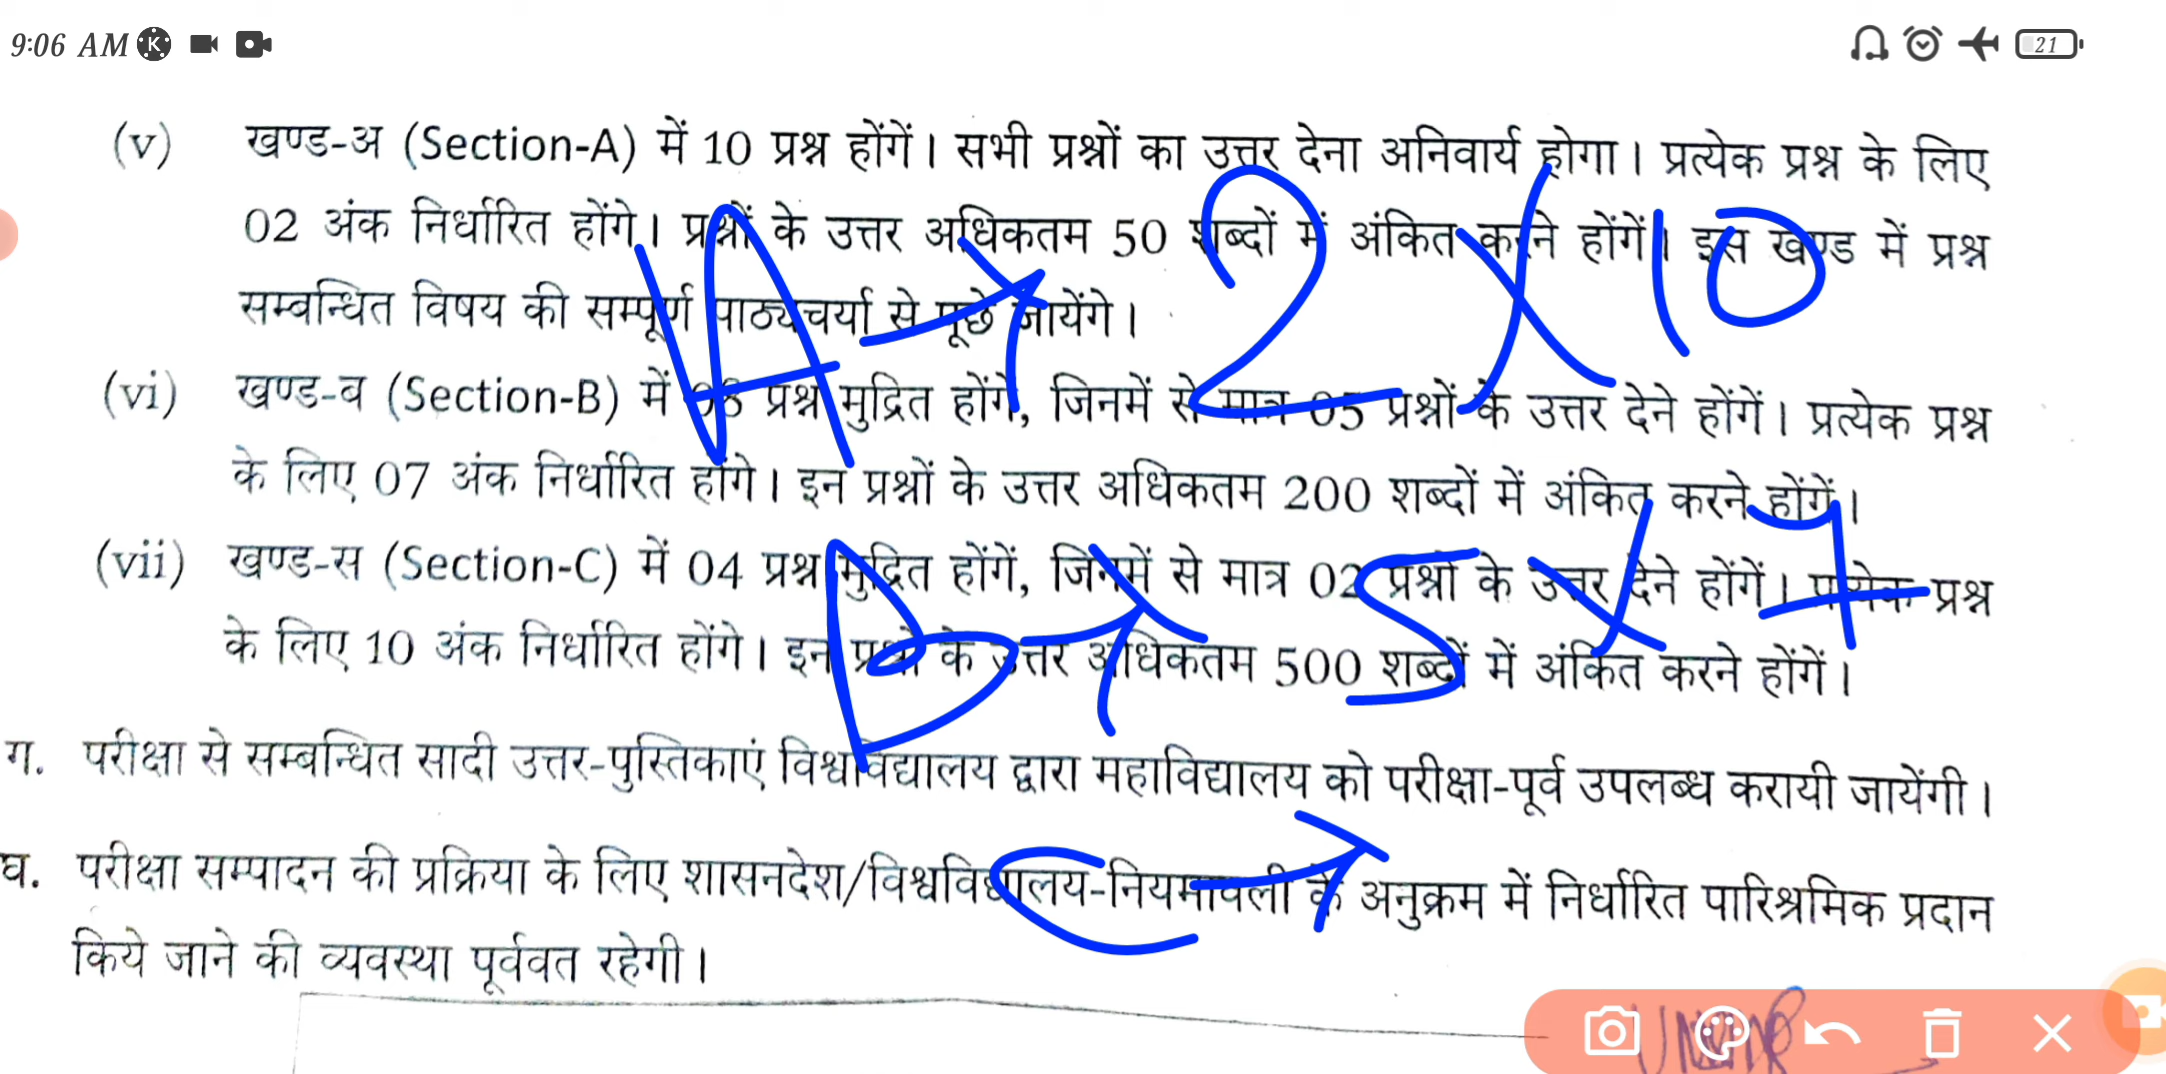 9:06 AM K 21
(v) खण्ड-अ (Section-A) में 10 प्रश्न होंगें। सभी प्रश्नों का उत्तर देना अनिवार्य होगा। प्रत्येक प्रश्न के लिए
02 अंक निर्धारित होंगे। प्रश्नों के उत्तर अधिकतम 50 शब्दों में अंकित करने होंगें। इस खण्ड में प्रश्न
सम्बन्धित विषय की सम्पूर्ण पाठ्यचर्या से पूछे जायेंगे।
A → 2 X 10
(vi) खण्ड-ब (Section-B) में 08 प्रश्न मुद्रित होंगें, जिनमें से मात्र 05 प्रश्नों के उत्तर देने होंगें। प्रत्येक प्रश्न
के लिए 07 अंक निर्धारित होंगे। इन प्रश्नों के उत्तर अधिकतम 200 शब्दों में अंकित करने होंगें।
(vii) खण्ड-स (Section-C) में 04 प्रश्न मुद्रित होंगें, जिनमें से मात्र 02 प्रश्नों के उत्तर देने होंगें। प्रत्येक प्रश्न
के लिए 10 अंक निर्धारित होंगे। इन प्रश्नों के उत्तर अधिकतम 500 शब्दों में अंकित करने होंगें।
B → 5 X 7
ग. परीक्षा से सम्बन्धित सादी उत्तर-पुस्तिकाएं विश्वविद्यालय द्वारा महाविद्यालय को परीक्षा-पूर्व उपलब्ध करायी जायेंगी।
घ. परीक्षा सम्पादन की प्रक्रिया के लिए शासनदेश/विश्वविद्यालय-नियमावली के अनुक्रम में निर्धारित पारिश्रमिक प्रदान
C →
किये जाने की व्यवस्था पूर्ववत रहेगी।